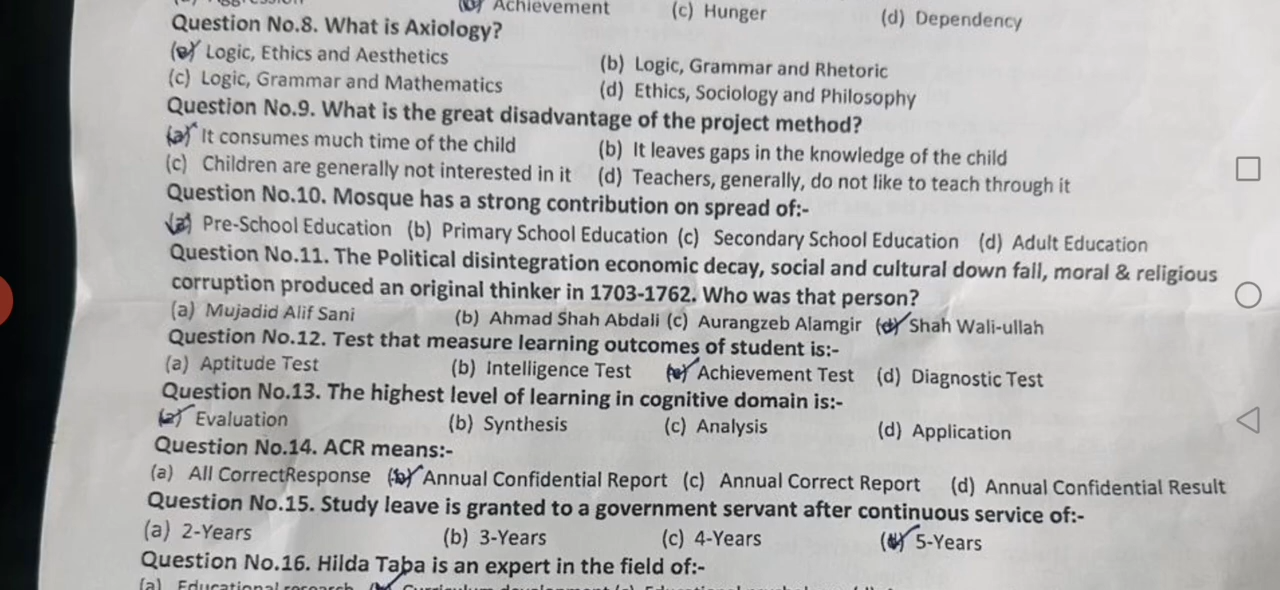 Achievement (c) Hunger (d) Dependency
Question No.8. What is Axiology?
(a) Logic, Ethics and Aesthetics (b) Logic, Grammar and Rhetoric
(c) Logic, Grammar and Mathematics (d) Ethics, Sociology and Philosophy
Question No.9. What is the great disadvantage of the project method?
(a) It consumes much time of the child (b) It leaves gaps in the knowledge of the child
(c) Children are generally not interested in it (d) Teachers, generally, do not like to teach through it
Question No.10. Mosque has a strong contribution on spread of:-
(a) Pre-School Education (b) Primary School Education (c) Secondary School Education (d) Adult Education
Question No.11. The Political disintegration economic decay, social and cultural down fall, moral & religious
corruption produced an original thinker in 1703-1762. Who was that person?
(a) Mujadid Alif Sani (b) Ahmad Shah Abdali (c) Aurangzeb Alamgir (d) Shah Wali-ullah
Question No.12. Test that measure learning outcomes of student is:-
(a) Aptitude Test (b) Intelligence Test (c) Achievement Test (d) Diagnostic Test
Question No.13. The highest level of learning in cognitive domain is:-
(a) Evaluation (b) Synthesis (c) Analysis (d) Application
Question No.14. ACR means:-
(a) All CorrectResponse (b) Annual Confidential Report (c) Annual Correct Report (d) Annual Confidential Result
Question No.15. Study leave is granted to a government servant after continuous service of:-
(a) 2-Years (b) 3-Years (c) 4-Years (d) 5-Years
Question No.16. Hilda Taba is an expert in the field of:-
(a) Educational research